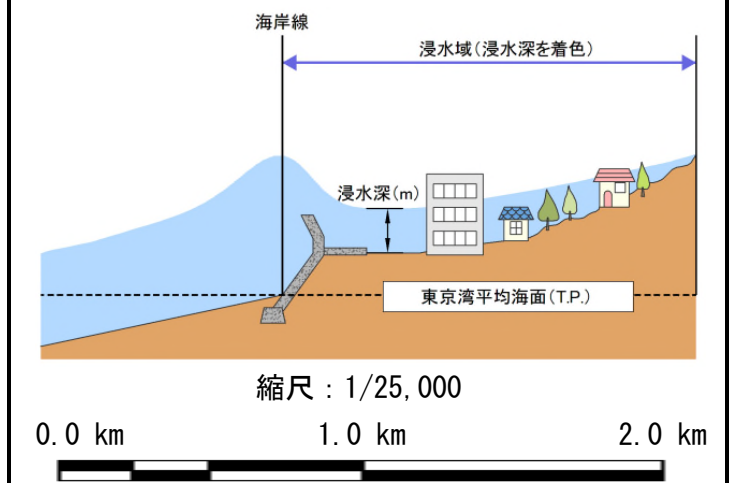 海岸線
浸水域(浸水深を着色)
浸水深(m)
東京湾平均海面(T.P.)
縮尺：1/25,000
0.0 km 1.0 km 2.0 km